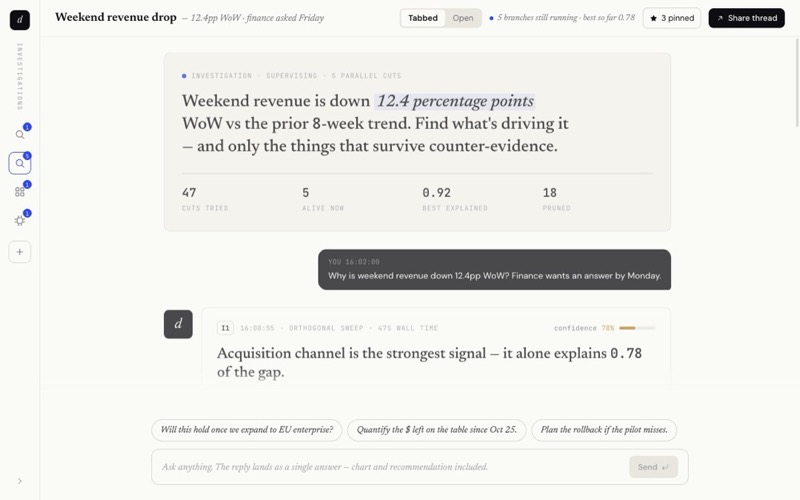 d
Weekend revenue drop — 12.4pp WoW · finance asked Friday
Tabbed Open
5 branches still running · best so far 0.78
3 pinned
Share thread
INVESTIGATIONS
1
5
1
1
INVESTIGATION · SUPERVISING · 5 PARALLEL CUTS
Weekend revenue is down 12.4 percentage points
WoW vs the prior 8-week trend. Find what's driving it
— and only the things that survive counter-evidence.
47 5 0.92 18
CUTS TRIED ALIVE NOW BEST EXPLAINED PRUNED
YOU 16:02:08
Why is weekend revenue down 12.4pp WoW? Finance wants an answer by Monday.
d
I1 16:08:55 · ORTHOGONAL SWEEP · 47S WALL TIME
confidence 78%
Acquisition channel is the strongest signal — it alone explains 0.78
of the gap.
Will this hold once we expand to EU enterprise?
Quantify the $ left on the table since Oct 25.
Plan the rollback if the pilot misses.
Ask anything. The reply lands as a single answer — chart and recommendation included.
Send